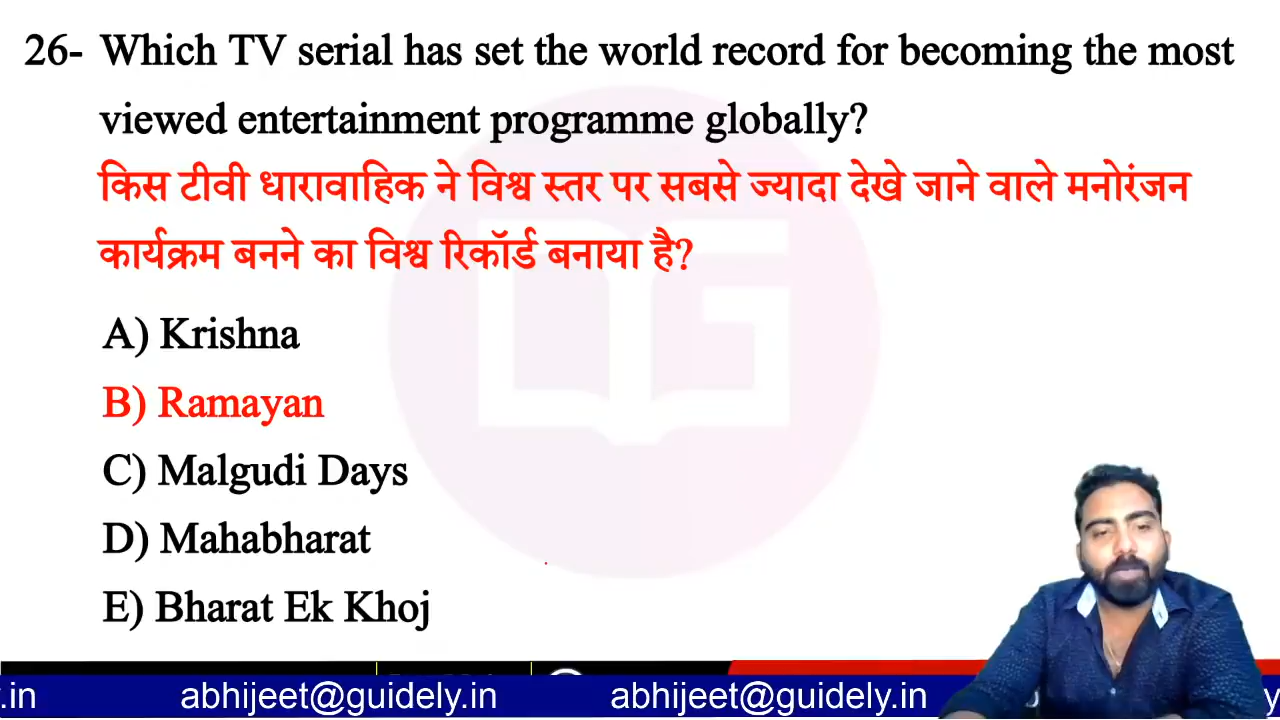 26- Which TV serial has set the world record for becoming the most
viewed entertainment programme globally?
किस टीवी धारावाहिक ने विश्व स्तर पर सबसे ज्यादा देखे जाने वाले मनोरंजन
कार्यक्रम बनने का विश्व रिकॉर्ड बनाया है?
A) Krishna
B) Ramayan
C) Malgudi Days
D) Mahabharat
E) Bharat Ek Khoj
.in abhijeet@guidely.in abhijeet@guidely.in